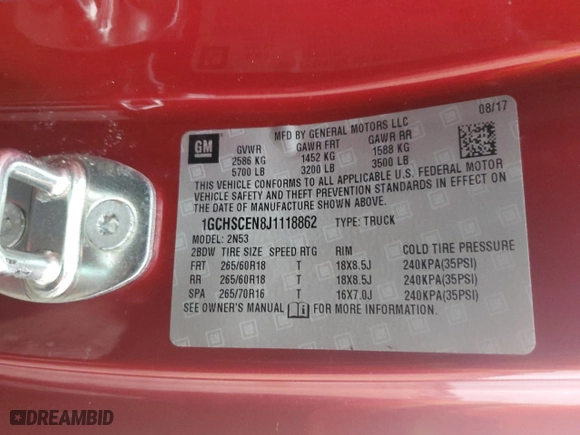 08/17
MFD BY GENERAL MOTORS LLC
GM
GVWR GAWR FRT GAWR RR
2586 KG 1452 KG 1588 KG
5700 LB 3200 LB 3500 LB
THIS VEHICLE CONFORMS TO ALL APPLICABLE U.S. FEDERAL MOTOR
VEHICLE SAFETY AND THEFT PREVENTION STANDARDS IN EFFECT ON
THE DATE OF MANUFACTURE SHOWN ABOVE.
1GCHSCEN8J1118862 TYPE: TRUCK
MODEL: 2N53
2BDW TIRE SIZE SPEED RTG RIM COLD TIRE PRESSURE
FRT 265/60R18 T 18X8.5J 240KPA(35PSI)
RR 265/60R18 T 18X8.5J 240KPA(35PSI)
SPA 265/70R16 T 16X7.0J 240KPA(35PSI)
SEE OWNER'S MANUAL FOR MORE INFORMATION.
DREAMBID